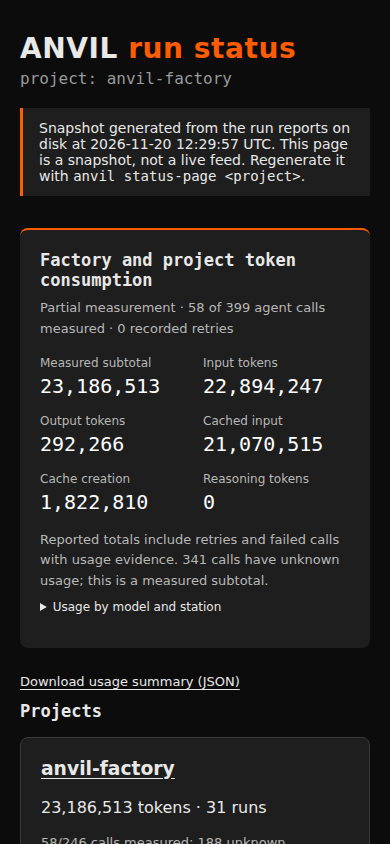 ANVIL run status
project: anvil-factory
Snapshot generated from the run reports on
disk at 2026-11-20 12:29:57 UTC. This page
is a snapshot, not a live feed. Regenerate it
with anvil status-page <project>.
Factory and project token
consumption
Partial measurement · 58 of 399 agent calls
measured · 0 recorded retries
Measured subtotal
23,186,513
Input tokens
22,894,247
Output tokens
292,266
Cached input
21,070,515
Cache creation
1,822,810
Reasoning tokens
0
Reported totals include retries and failed calls
with usage evidence. 341 calls have unknown
usage; this is a measured subtotal.
Usage by model and station
Download usage summary (JSON)
Projects
anvil-factory
23,186,513 tokens · 31 runs
58/246 calls measured; 188 unknown